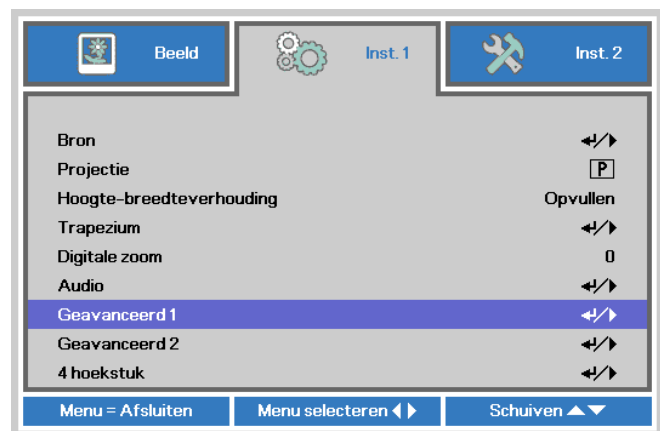 Beeld
Inst. 1
Inst. 2
Bron
Projectie P
Hoogte-breedteverhouding Opvullen
Trapezium
Digitale zoom 0
Audio
Geavanceerd 1
Geavanceerd 2
4 hoekstuk
Menu = Afsluiten Menu selecteren Schuiven